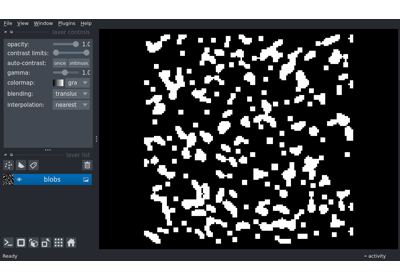 File View Window Plugins Help
layer controls
opacity: 1.0
contrast limits:
auto-contrast: once
gamma: 1.0
colormap: gra
blending: translu
interpolation: nearest
layer list
blobs
Ready
activity